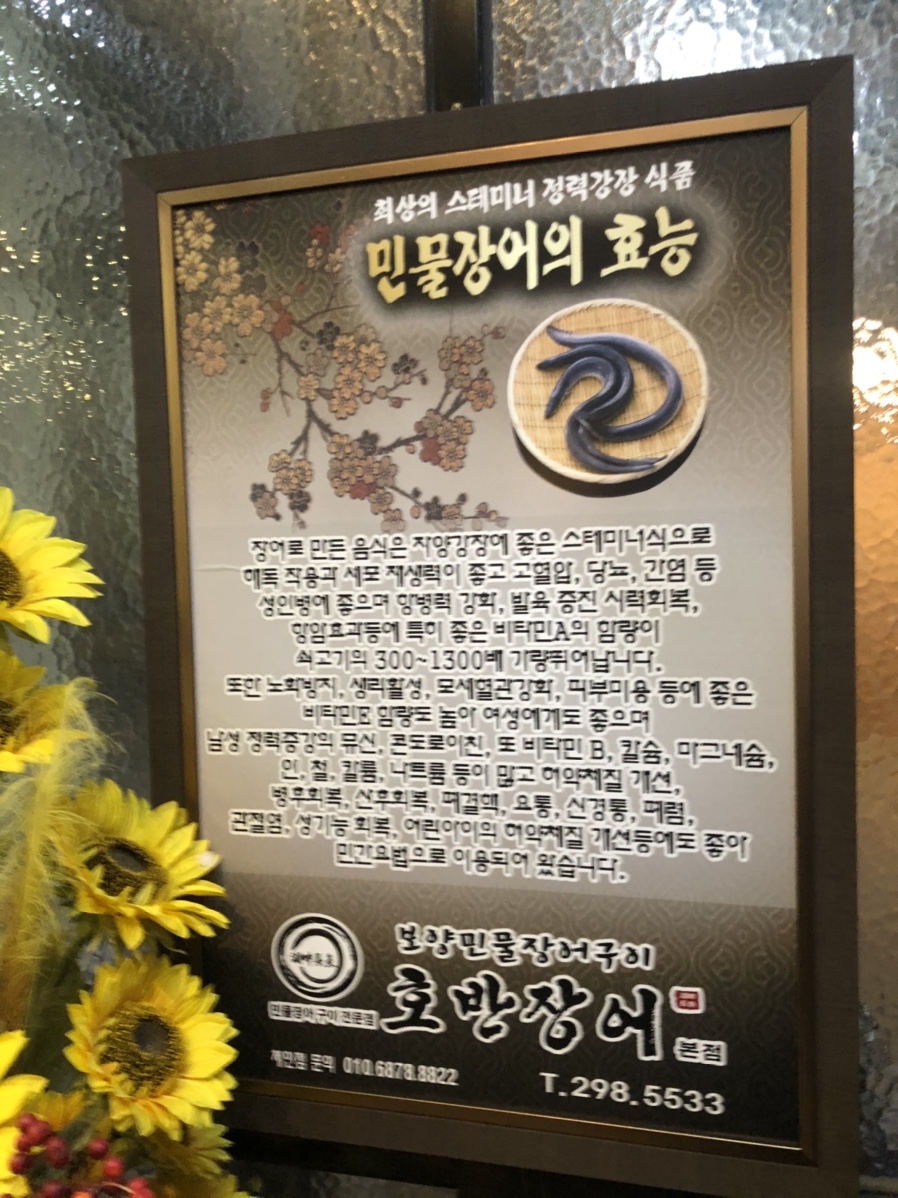 최상의 스테미너 정력강장 식품
민물장어의 효능
장어로 만든 음식은 자양강장에 좋은 스테미너식으로
해독 작용과 세포 재생력이 좋고 고혈압, 당뇨, 간염 등
성인병에 좋으며 항병력 강화, 발육 증진 시력회복,
항암효과등에 특히 좋은 비타민A의 함량이
쇠고기의 300~1300배 가량뛰어납니다.
또한 노화방지, 생리활성, 모세혈관강화, 피부미용 등에 좋은
비타민E 함량도 높아 여성에게도 좋으며
남성 정력증강의 뮤신, 콘도로이친, 또 비타민 B, 칼슘, 마그네슘,
인, 철, 칼륨, 나트륨 등이 많고 허약체질 개선,
병후회복, 산후회복, 폐결핵, 요통, 신경통, 폐렴,
관절염, 성기능 회복, 어린아이의 허약체질 개선등에도 좋아
민간요법으로 이용되어 왔습니다.
보양민물장어구이
호반장어
본점
민물장어구이 전문점
체인점 문의 010.6878.8822
T.298.5533